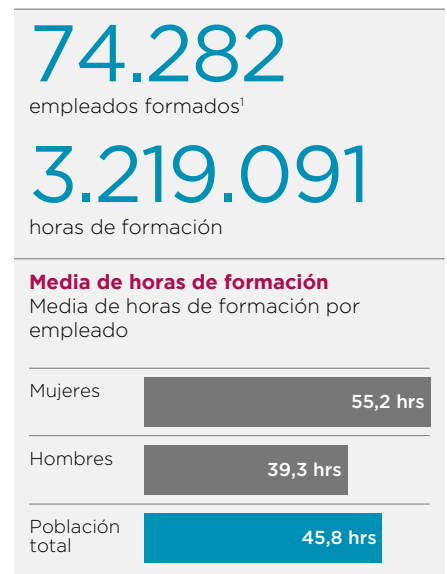 74.282
empleados formados¹
3.219.091
horas de formación
Media de horas de formación
Media de horas de formación por
empleado
Mujeres
55,2 hrs
Hombres
39,3 hrs
Población
total
45,8 hrs